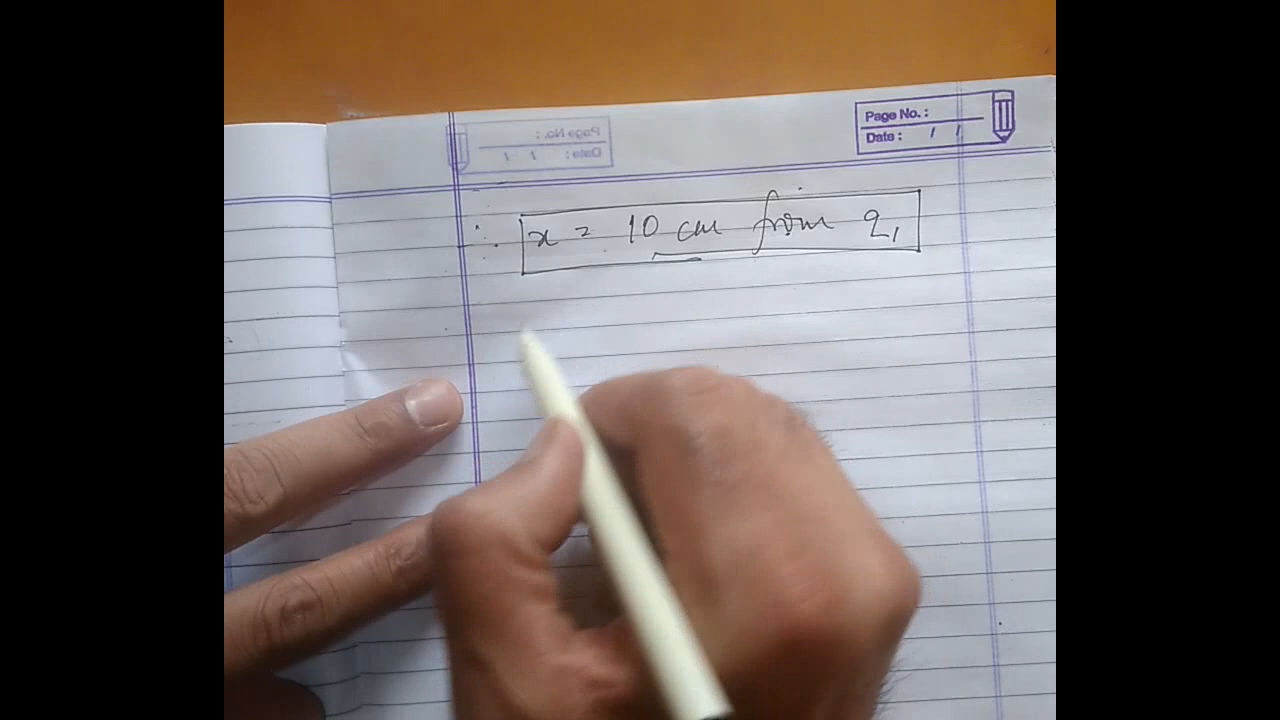 Page No. :
Date : / /
∴ x = 10 cm from q₁